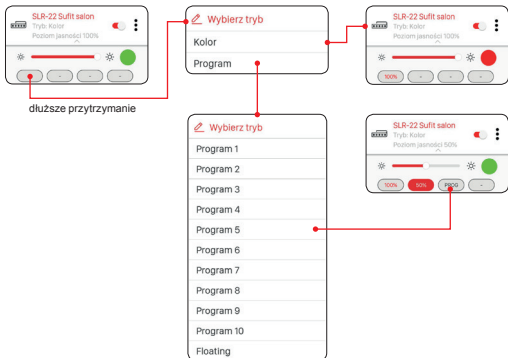 SLR-22 Sufit salon
Tryb: Kolor
Poziom jasności 100%
- - -
dłuższe przytrzymanie
Wybierz tryb
Kolor
Program
SLR-22 Sufit salon
Tryb: Kolor
Poziom jasności 100%
100% - - -
Wybierz tryb
Program 1
Program 2
Program 3
Program 4
Program 5
Program 6
Program 7
Program 8
Program 9
Program 10
Floating
SLR-22 Sufit salon
Tryb: Kolor
Poziom jasności 50%
100% 50% PROG -